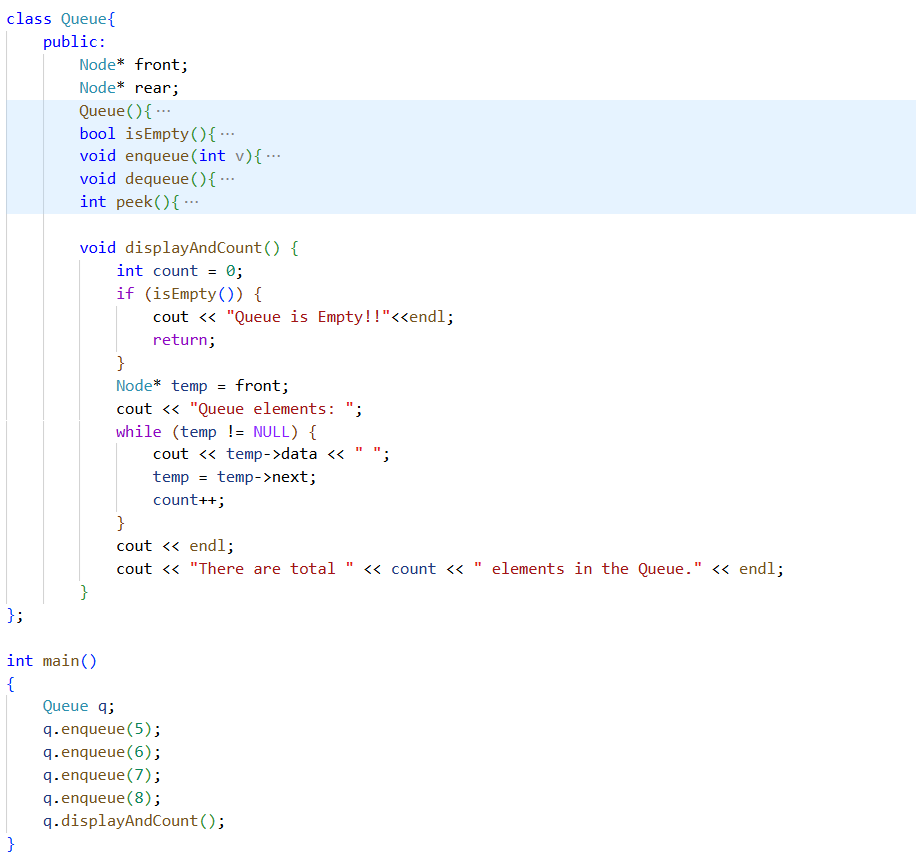 class Queue{
    public:
        Node* front;
        Node* rear;
        Queue(){ ···
        bool isEmpty(){ ···
        void enqueue(int v){ ···
        void dequeue(){ ···
        int peek(){ ···

        void displayAndCount() {
            int count = 0;
            if (isEmpty()) {
                cout << "Queue is Empty!!"<<endl;
                return;
            }
            Node* temp = front;
            cout << "Queue elements: ";
            while (temp != NULL) {
                cout << temp->data << " ";
                temp = temp->next;
                count++;
            }
            cout << endl;
            cout << "There are total " << count << " elements in the Queue." << endl;
        }
};

int main()
{
    Queue q;
    q.enqueue(5);
    q.enqueue(6);
    q.enqueue(7);
    q.enqueue(8);
    q.displayAndCount();
}